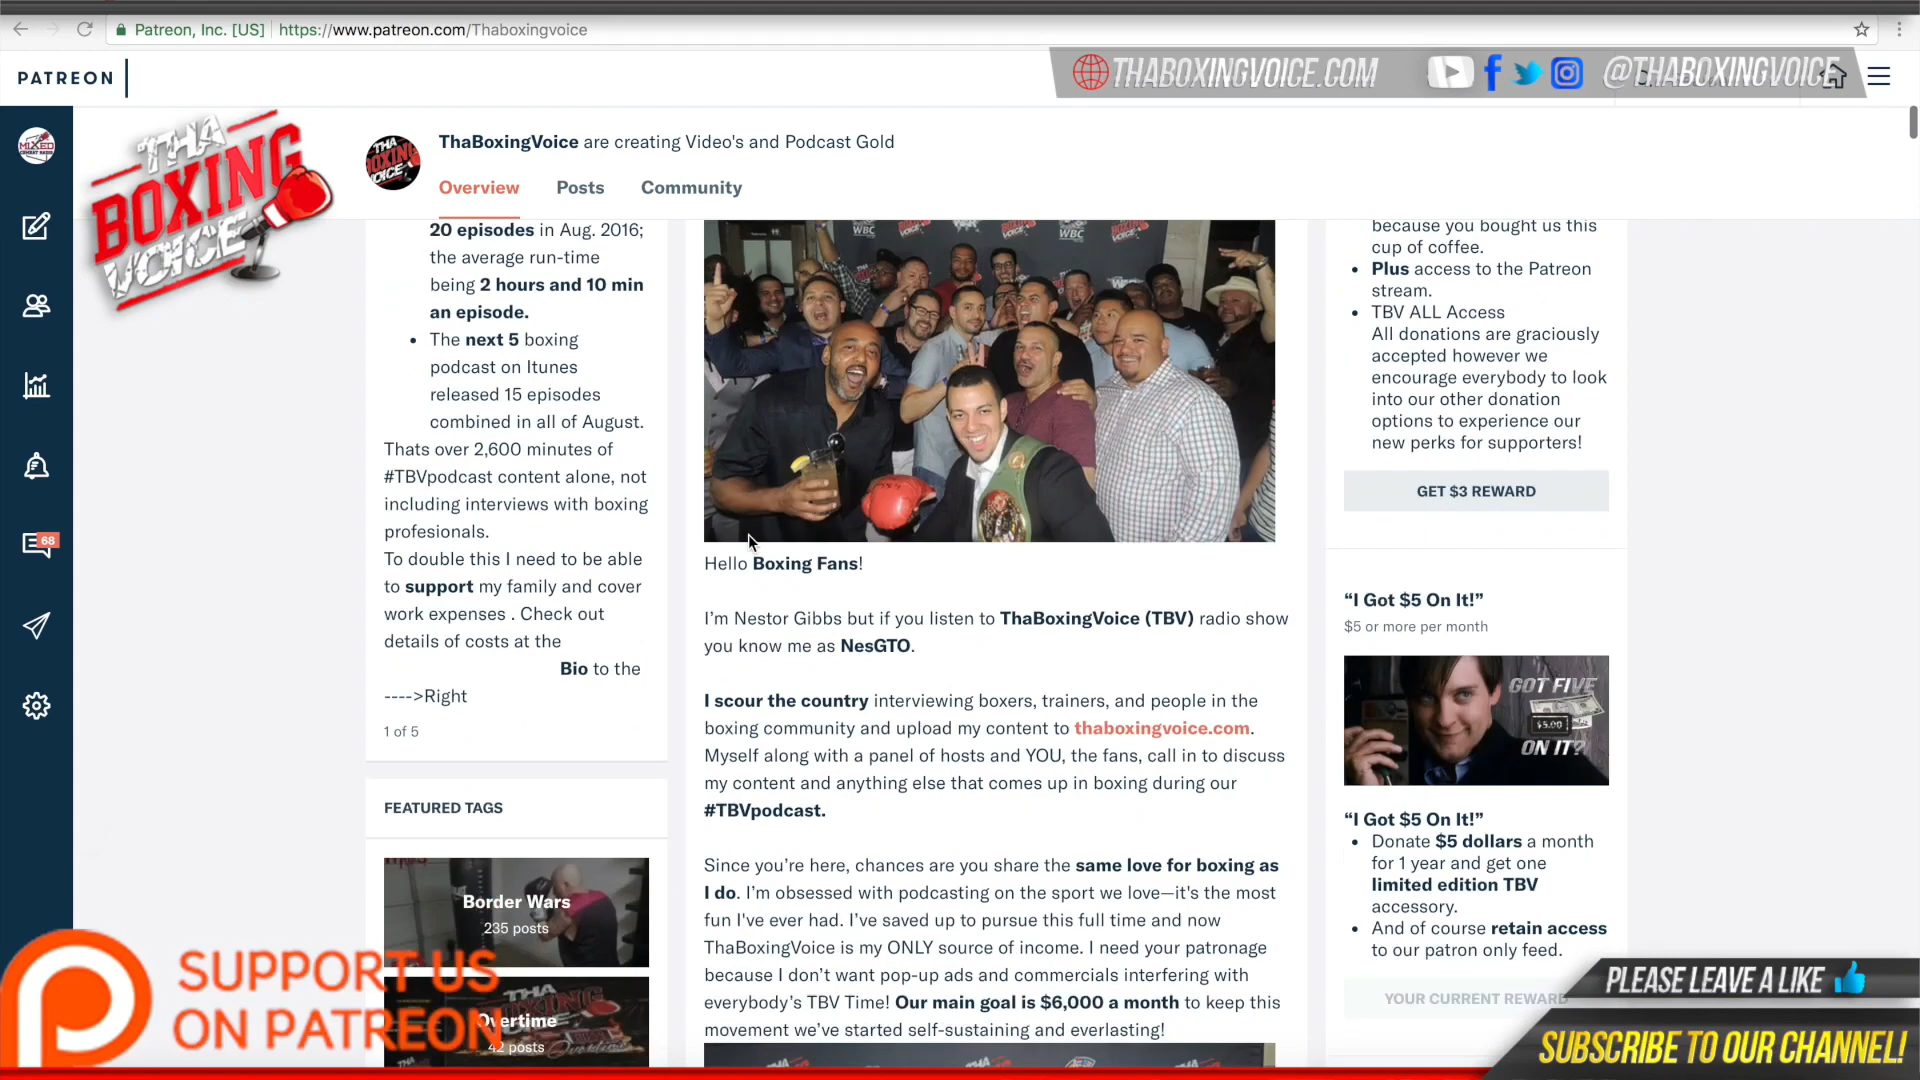 Patreon, Inc. [US]
https://www.patreon.com/Thaboxingvoice
PATREON
THABOXINGVOICE.COM
@THABOXINGVOICE
MIXED
THA
BOXING
VOICE
THA
BOXING
VOICE
ThaBoxingVoice are creating Video's and Podcast Gold
Overview
Posts
Community
20 episodes in Aug. 2016;
the average run-time
being 2 hours and 10 min
an episode.
• The next 5 boxing
podcast on Itunes
released 15 episodes
combined in all of August.
Thats over 2,600 minutes of
#TBVpodcast content alone, not
including interviews with boxing
profesionals.
To double this I need to be able
to support my family and cover
work expenses . Check out
details of costs at the
Bio to the
---->Right
1 of 5
68
FEATURED TAGS
Border Wars
235 posts
THA
Overtime
42 posts
WBC
WBC
Hello Boxing Fans!
I’m Nestor Gibbs but if you listen to ThaBoxingVoice (TBV) radio show
you know me as NesGTO.
I scour the country interviewing boxers, trainers, and people in the
boxing community and upload my content to thaboxingvoice.com.
Myself along with a panel of hosts and YOU, the fans, call in to discuss
my content and anything else that comes up in boxing during our
#TBVpodcast.
Since you’re here, chances are you share the same love for boxing as
I do. I’m obsessed with podcasting on the sport we love—it's the most
fun I've ever had. I’ve saved up to pursue this full time and now
ThaBoxingVoice is my ONLY source of income. I need your patronage
because I don’t want pop-up ads and commercials interfering with
everybody’s TBV Time! Our main goal is $6,000 a month to keep this
movement we’ve started self-sustaining and everlasting!
because you bought us this
cup of coffee.
• Plus access to the Patreon
stream.
• TBV ALL Access
All donations are graciously
accepted however we
encourage everybody to look
into our other donation
options to experience our
new perks for supporters!
GET $3 REWARD
“I Got $5 On It!”
$5 or more per month
GOT FIVE
$5.00
ON IT?
“I Got $5 On It!”
• Donate $5 dollars a month
for 1 year and get one
limited edition TBV
accessory.
• And of course retain access
to our patron only feed.
YOUR CURRENT REWARD
SUPPORT US
ON PATREON
PLEASE LEAVE A LIKE
SUBSCRIBE TO OUR CHANNEL!